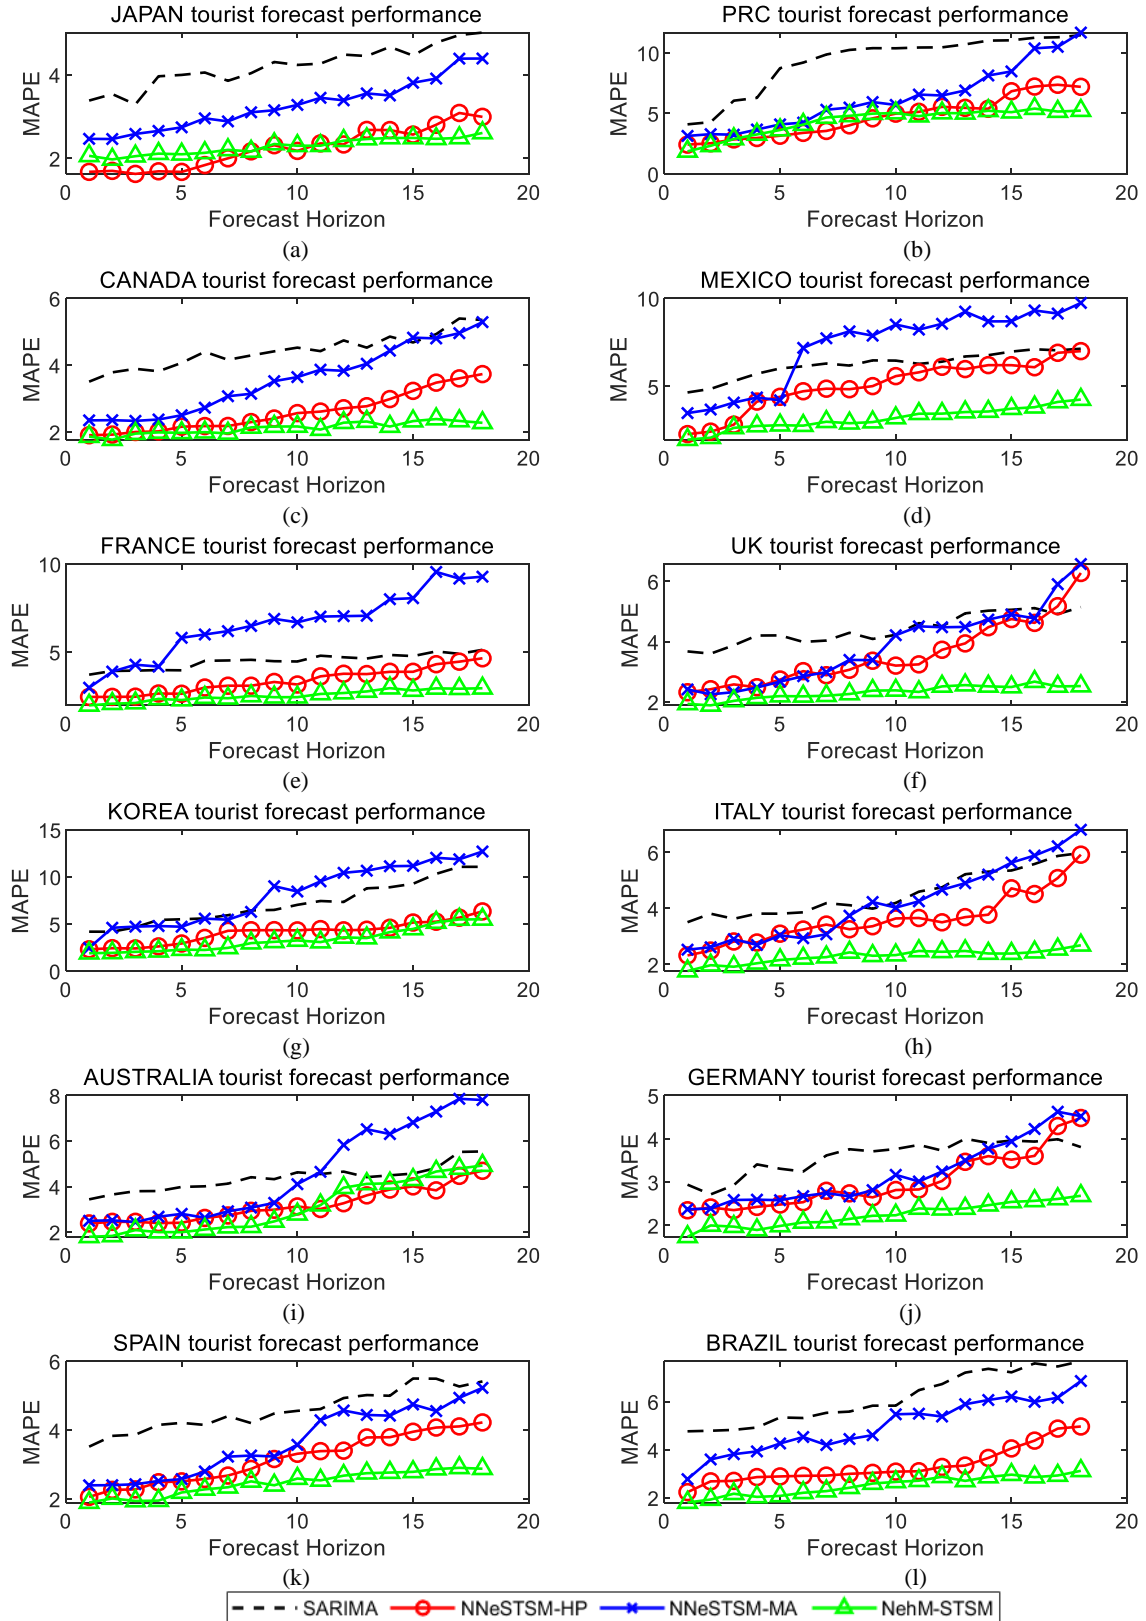 JAPAN tourist forecast performance
MAPE
4
2
0 5 10 15 20
Forecast Horizon
(a)
PRC tourist forecast performance
MAPE
10
5
0
0 5 10 15 20
Forecast Horizon
(b)
CANADA tourist forecast performance
MAPE
6
4
2
0 5 10 15 20
Forecast Horizon
(c)
MEXICO tourist forecast performance
MAPE
10
5
0 5 10 15 20
Forecast Horizon
(d)
FRANCE tourist forecast performance
MAPE
10
5
0 5 10 15 20
Forecast Horizon
(e)
UK tourist forecast performance
MAPE
6
4
2
0 5 10 15 20
Forecast Horizon
(f)
KOREA tourist forecast performance
MAPE
15
10
5
0
0 5 10 15 20
Forecast Horizon
(g)
ITALY tourist forecast performance
MAPE
6
4
2
0 5 10 15 20
Forecast Horizon
(h)
AUSTRALIA tourist forecast performance
MAPE
8
6
4
2
0 5 10 15 20
Forecast Horizon
(i)
GERMANY tourist forecast performance
MAPE
5
4
3
2
0 5 10 15 20
Forecast Horizon
(j)
SPAIN tourist forecast performance
MAPE
6
4
2
0 5 10 15 20
Forecast Horizon
(k)
BRAZIL tourist forecast performance
MAPE
6
4
2
0 5 10 15 20
Forecast Horizon
(l)
SARIMA NNeSTSM-HP NNeSTSM-MA NehM-STSM